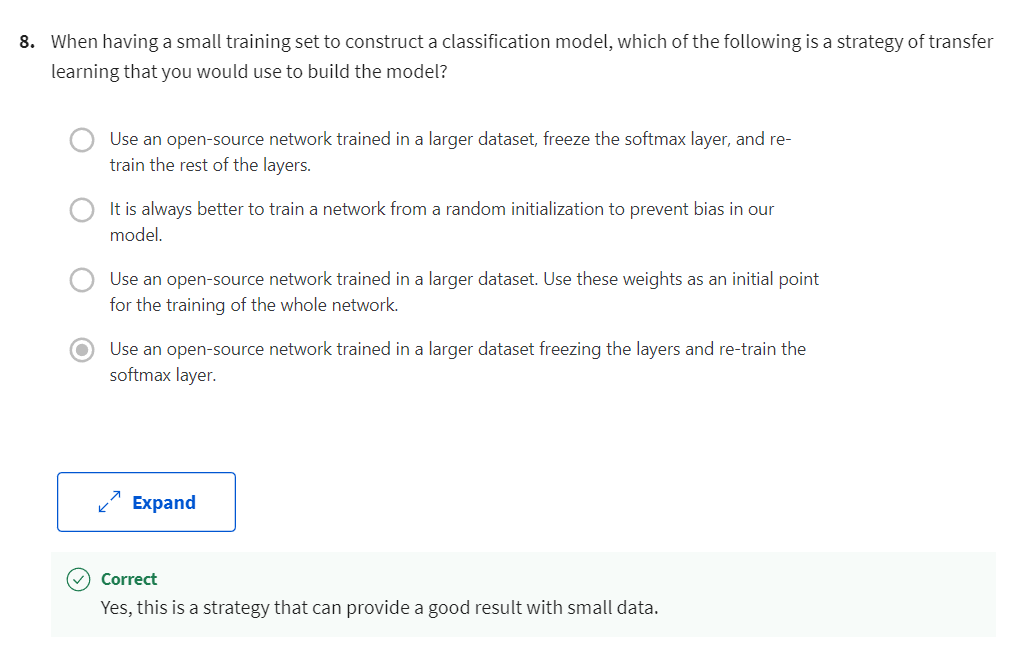 8. When having a small training set to construct a classification model, which of the following is a strategy of transfer
learning that you would use to build the model?
Use an open-source network trained in a larger dataset, freeze the softmax layer, and re-
train the rest of the layers.
It is always better to train a network from a random initialization to prevent bias in our
model.
Use an open-source network trained in a larger dataset. Use these weights as an initial point
for the training of the whole network.
Use an open-source network trained in a larger dataset freezing the layers and re-train the
softmax layer.
Expand
Correct
Yes, this is a strategy that can provide a good result with small data.